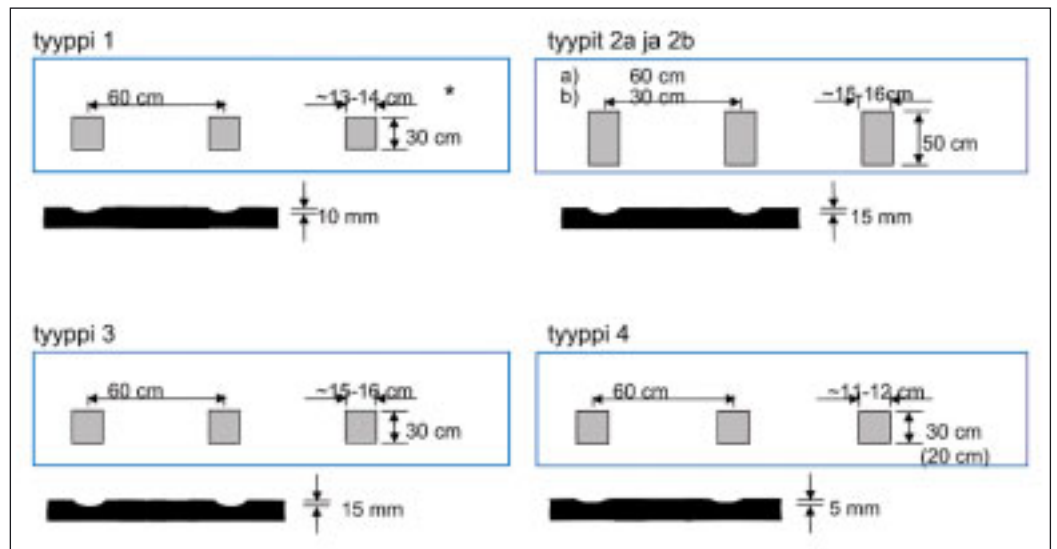 tyyppi 1
60 cm
~13-14 cm
*
30 cm
10 mm
tyypit 2a ja 2b
a) 60 cm
b) 30 cm
~15-16cm
50 cm
15 mm
tyyppi 3
60 cm
~15-16 cm
30 cm
15 mm
tyyppi 4
60 cm
~11-12 cm
30 cm
(20 cm)
5 mm